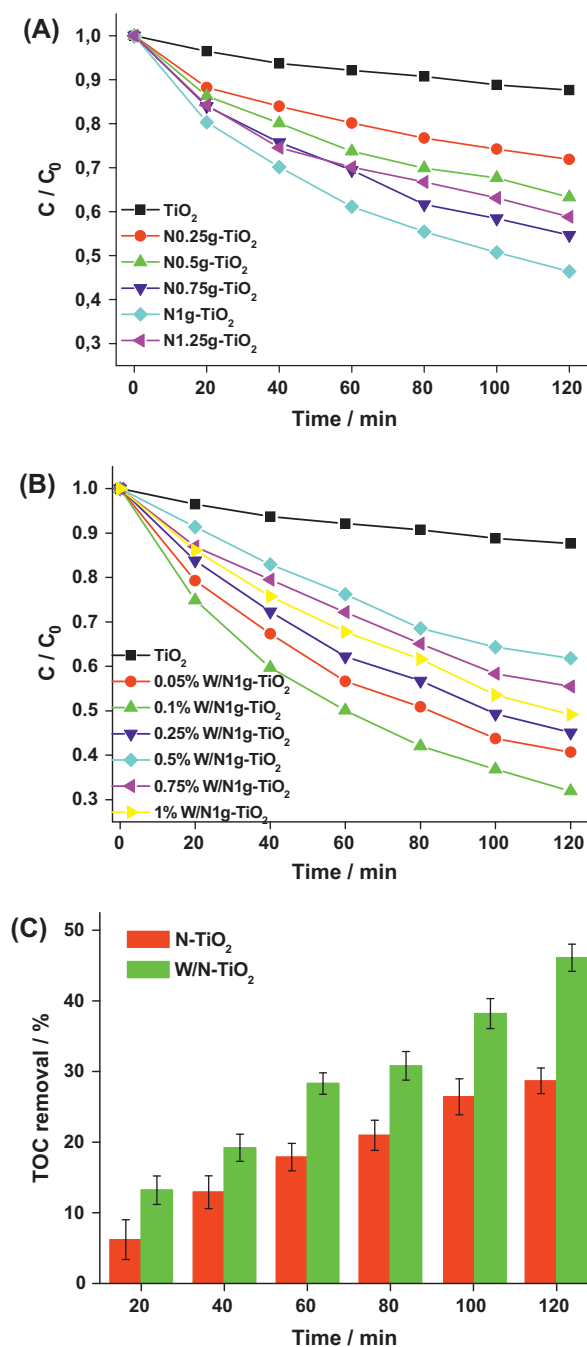 (A)
1,0
0,9
0,8
0,7
0,6
0,5
0,4
0,3
C / C₀
TiO₂
N0.25g-TiO₂
N0.5g-TiO₂
N0.75g-TiO₂
N1g-TiO₂
N1.25g-TiO₂
0 20 40 60 80 100 120
Time / min
(B)
1.0
0.9
0.8
0.7
0.6
0.5
0.4
0.3
C / C₀
TiO₂
0.05% W/N1g-TiO₂
0.1% W/N1g-TiO₂
0.25% W/N1g-TiO₂
0.5% W/N1g-TiO₂
0.75% W/N1g-TiO₂
1% W/N1g-TiO₂
0 20 40 60 80 100 120
Time / min
(C)
50
40
30
20
10
0
TOC removal / %
N-TiO₂
W/N-TiO₂
20 40 60 80 100 120
Time / min